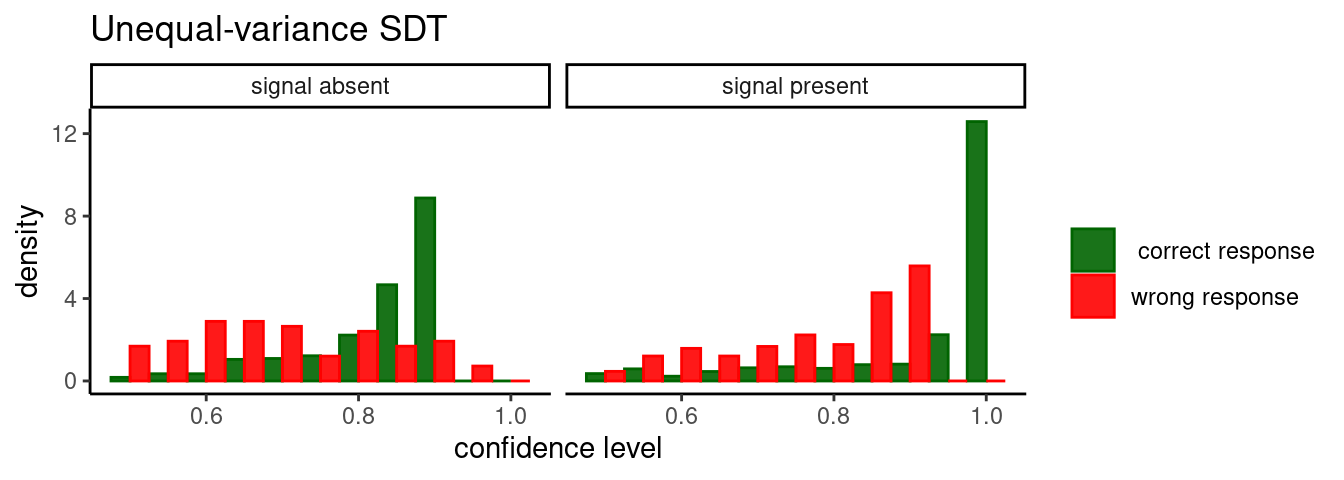 Unequal-variance SDT
signal absent
signal present
density
12
8
4
0
0.6
0.8
1.0
0.6
0.8
1.0
confidence level
correct response
wrong response